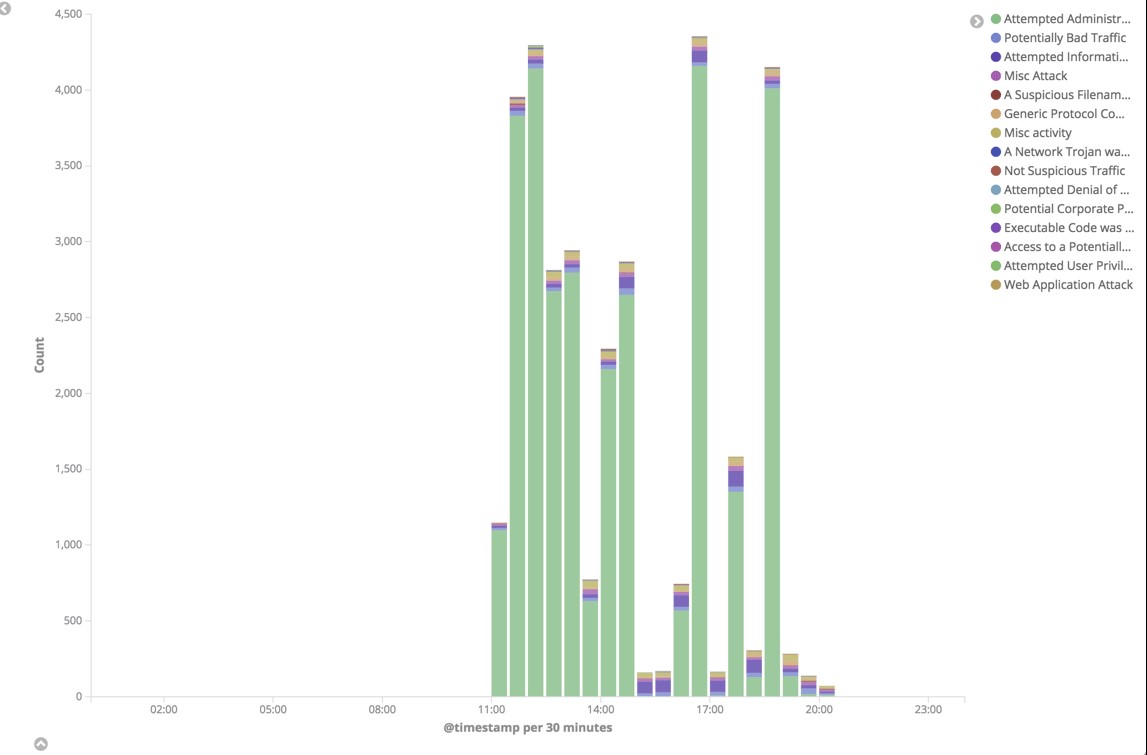 4,500
4,000
3,500
3,000
2,500
2,000
1,500
1,000
500
0
Count
02:00
05:00
08:00
11:00
14:00
17:00
20:00
23:00
@timestamp per 30 minutes
Attempted Administr...
Potentially Bad Traffic
Attempted Informati...
Misc Attack
A Suspicious Filenam...
Generic Protocol Co...
Misc activity
A Network Trojan wa...
Not Suspicious Traffic
Attempted Denial of ...
Potential Corporate P...
Executable Code was ...
Access to a Potentiall...
Attempted User Privil...
Web Application Attack